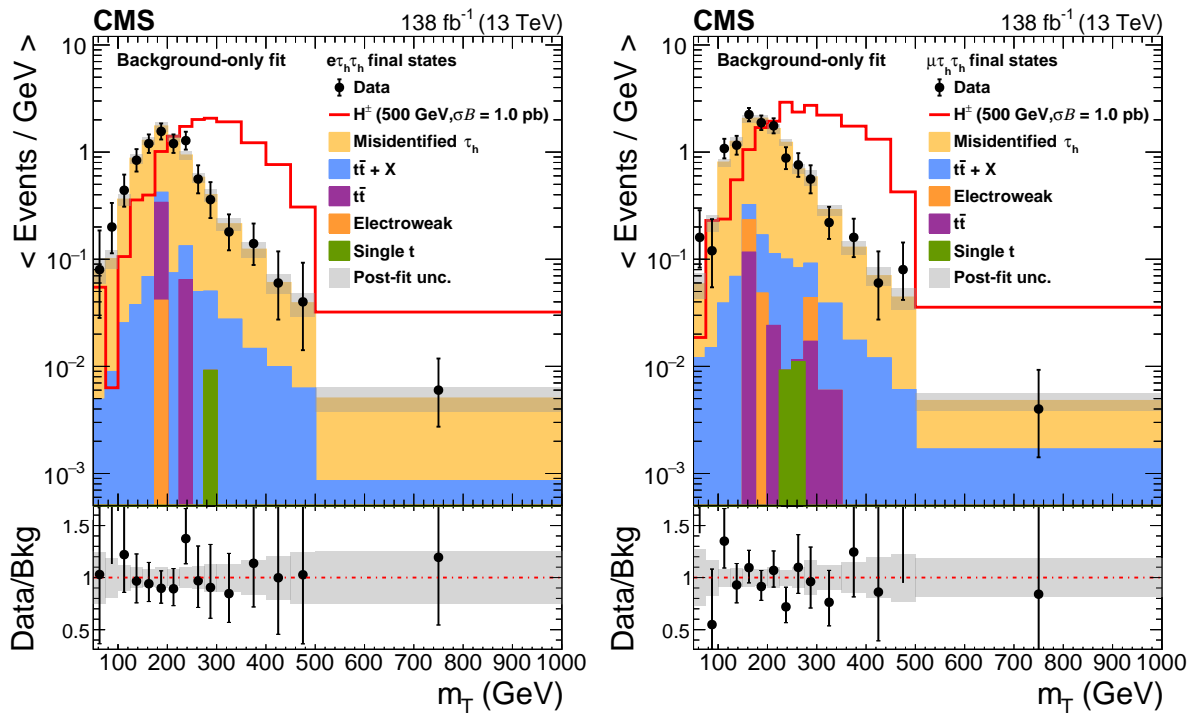 CMS 138 fb⁻¹ (13 TeV)
< Events / GeV >
10
1
10⁻¹
10⁻²
10⁻³
Background-only fit
eτₕτₕ final states
Data
H± (500 GeV,σB = 1.0 pb)
Misidentified τₕ
tt̄ + X
tt̄
Electroweak
Single t
Post-fit unc.
Data/Bkg
1.5
1
0.5
100 200 300 400 500 600 700 800 900 1000
m_T (GeV)
CMS 138 fb⁻¹ (13 TeV)
< Events / GeV >
10
1
10⁻¹
10⁻²
10⁻³
Background-only fit
μτₕτₕ final states
Data
H± (500 GeV,σB = 1.0 pb)
Misidentified τₕ
tt̄ + X
Electroweak
tt̄
Single t
Post-fit unc.
Data/Bkg
1.5
1
0.5
100 200 300 400 500 600 700 800 900 1000
m_T (GeV)